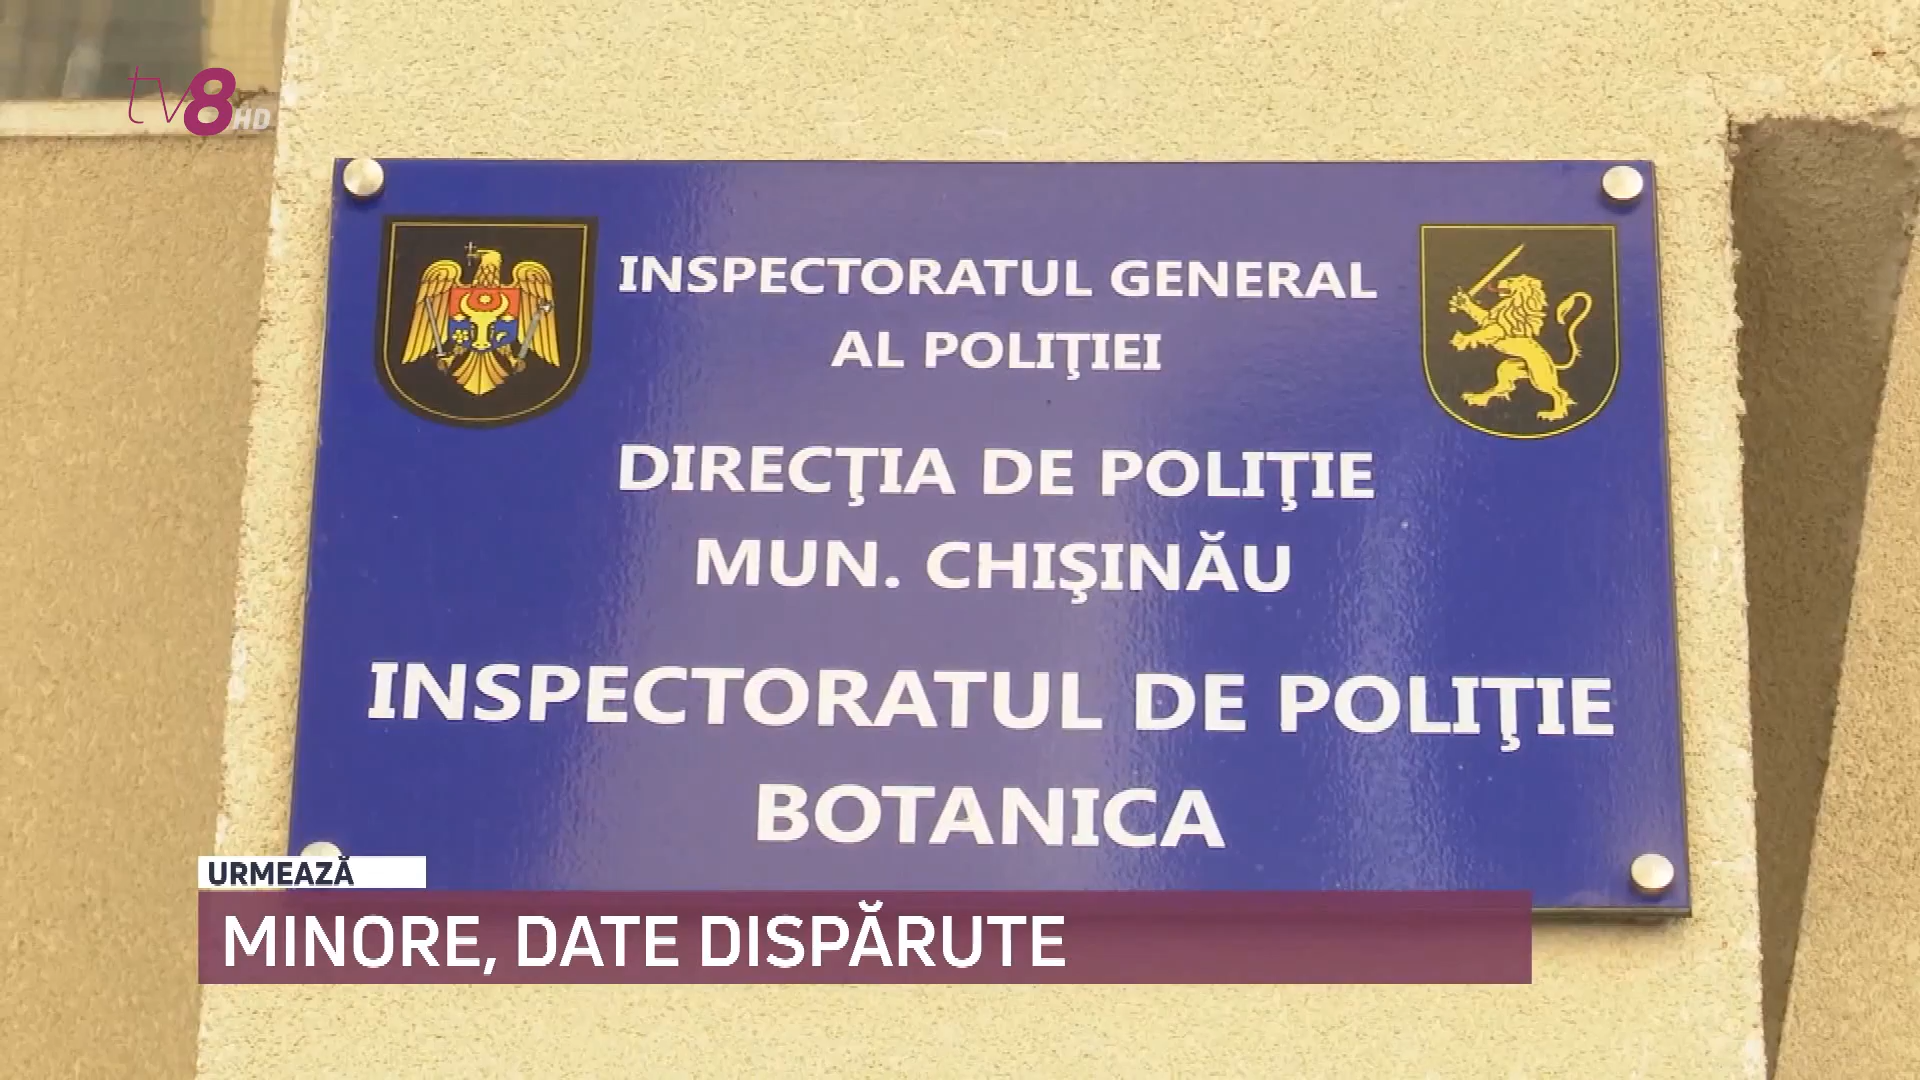 tv8 HD
INSPECTORATUL GENERAL
AL POLIŢIEI
DIRECŢIA DE POLIŢIE
MUN. CHIŞINĂU
INSPECTORATUL DE POLIŢIE
BOTANICA
URMEAZĂ
MINORE, DATE DISPĂRUTE